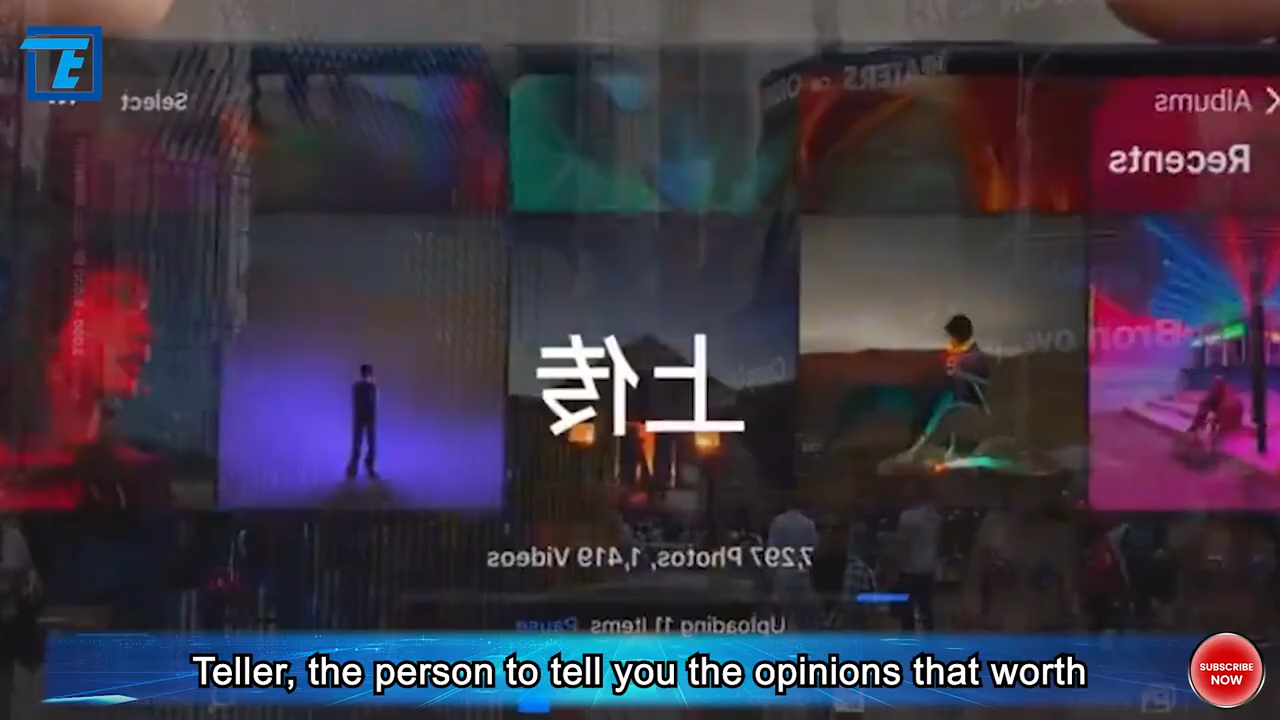 TE
Select
Albums
Recents
上传
7,297 Photos, 1,419 Videos
Uploading 11 Items Pause
Teller, the person to tell you the opinions that worth
SUBSCRIBE
NOW